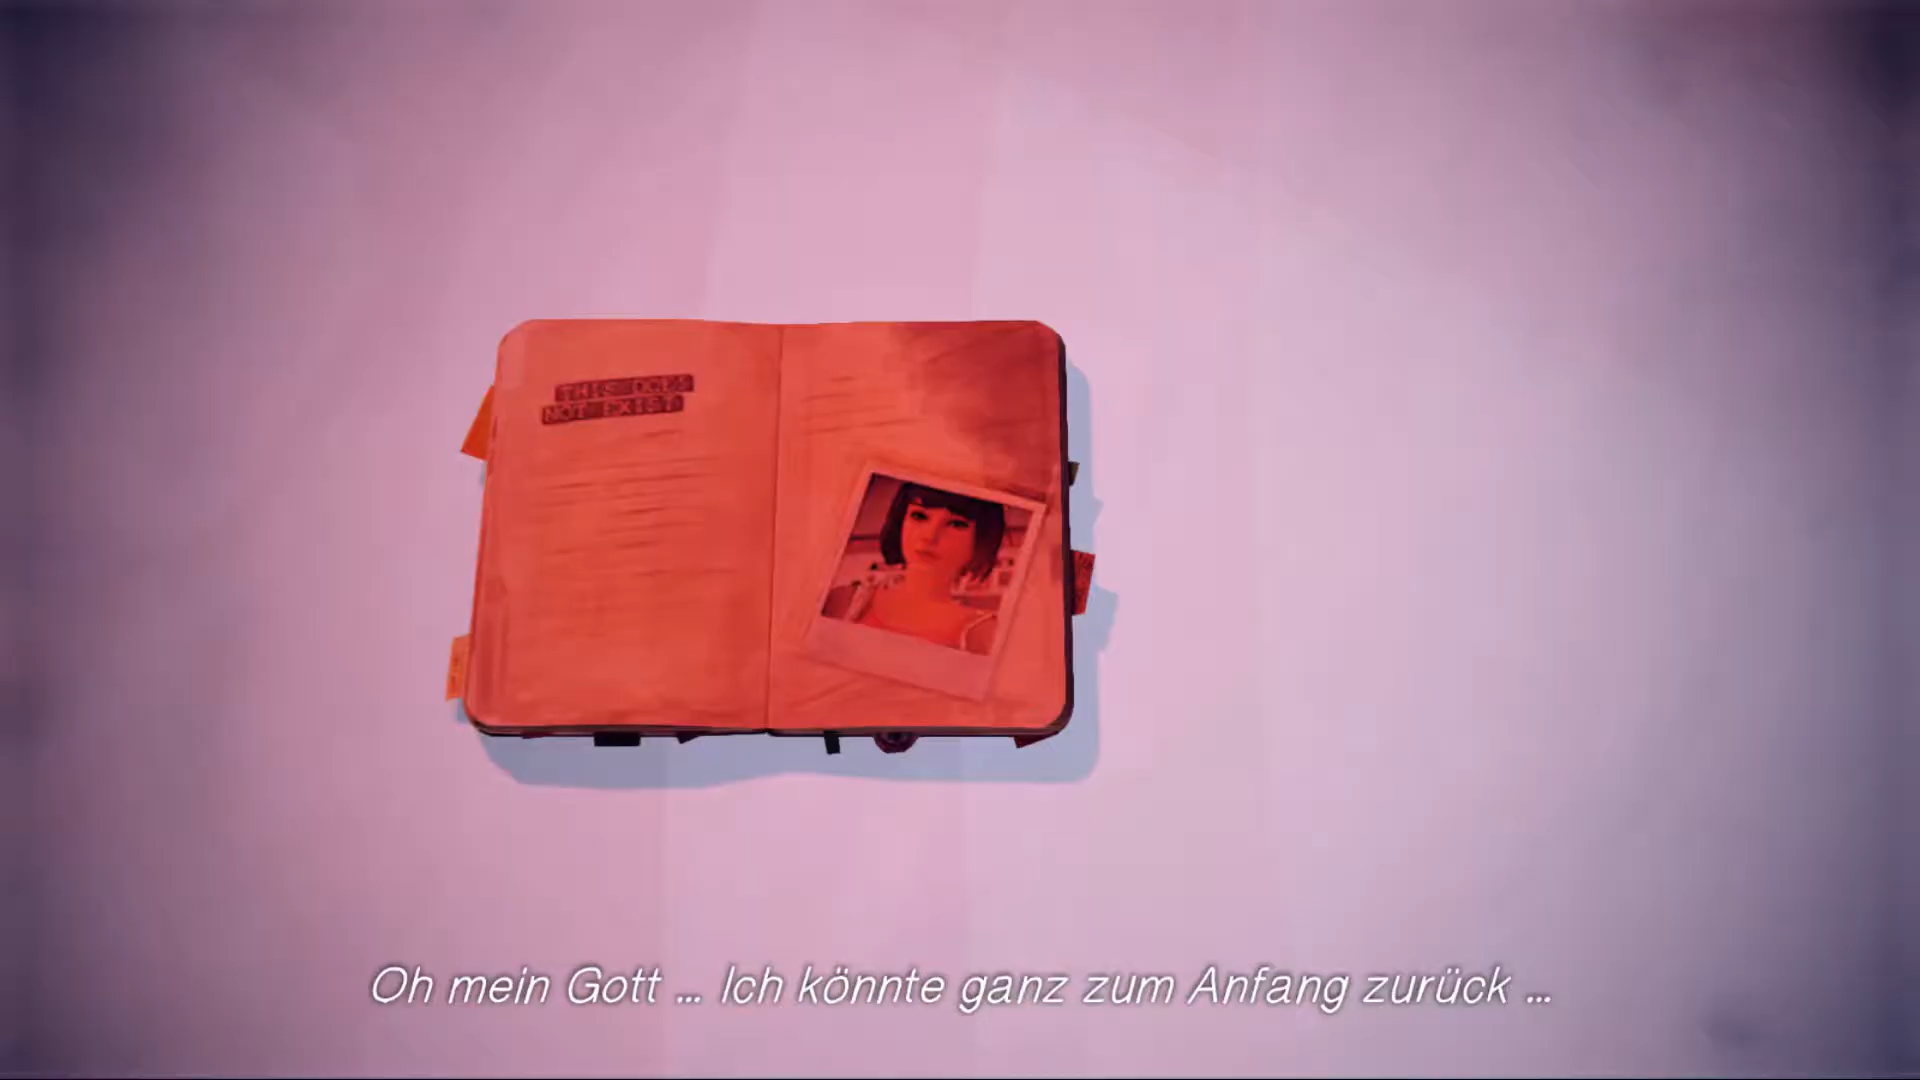 THIS DOES
NOT EXIST
Oh mein Gott ... Ich könnte ganz zum Anfang zurück ...